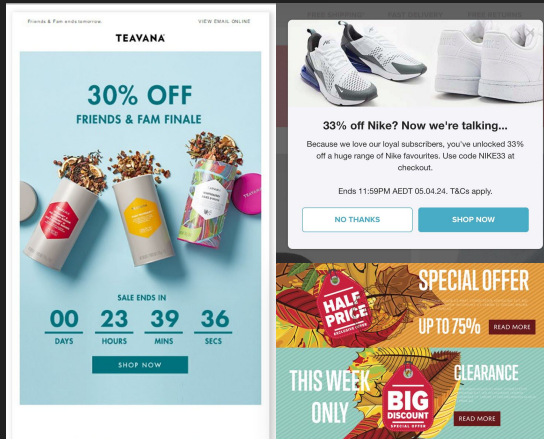 Friends & Fam ends tomorrow.
VIEW EMAIL ONLINE
TEAVANA
30% OFF
FRIENDS & FAM FINALE
SALE ENDS IN
00 23 39 36
DAYS HOURS MINS SECS
SHOP NOW
33% off Nike? Now we're talking...
Because we love our loyal subscribers, you've unlocked 33%
off a huge range of Nike favourites. Use code NIKE33 at
checkout.
Ends 11:59PM AEDT 05.04.24. T&Cs apply.
NO THANKS
SHOP NOW
HALF
PRICE
EXCLUSIVE OFFER
SPECIAL OFFER
UP TO 75%
READ MORE
THIS WEEK
ONLY
BIG
DISCOUNT
SPECIAL OFFER
CLEARANCE
READ MORE